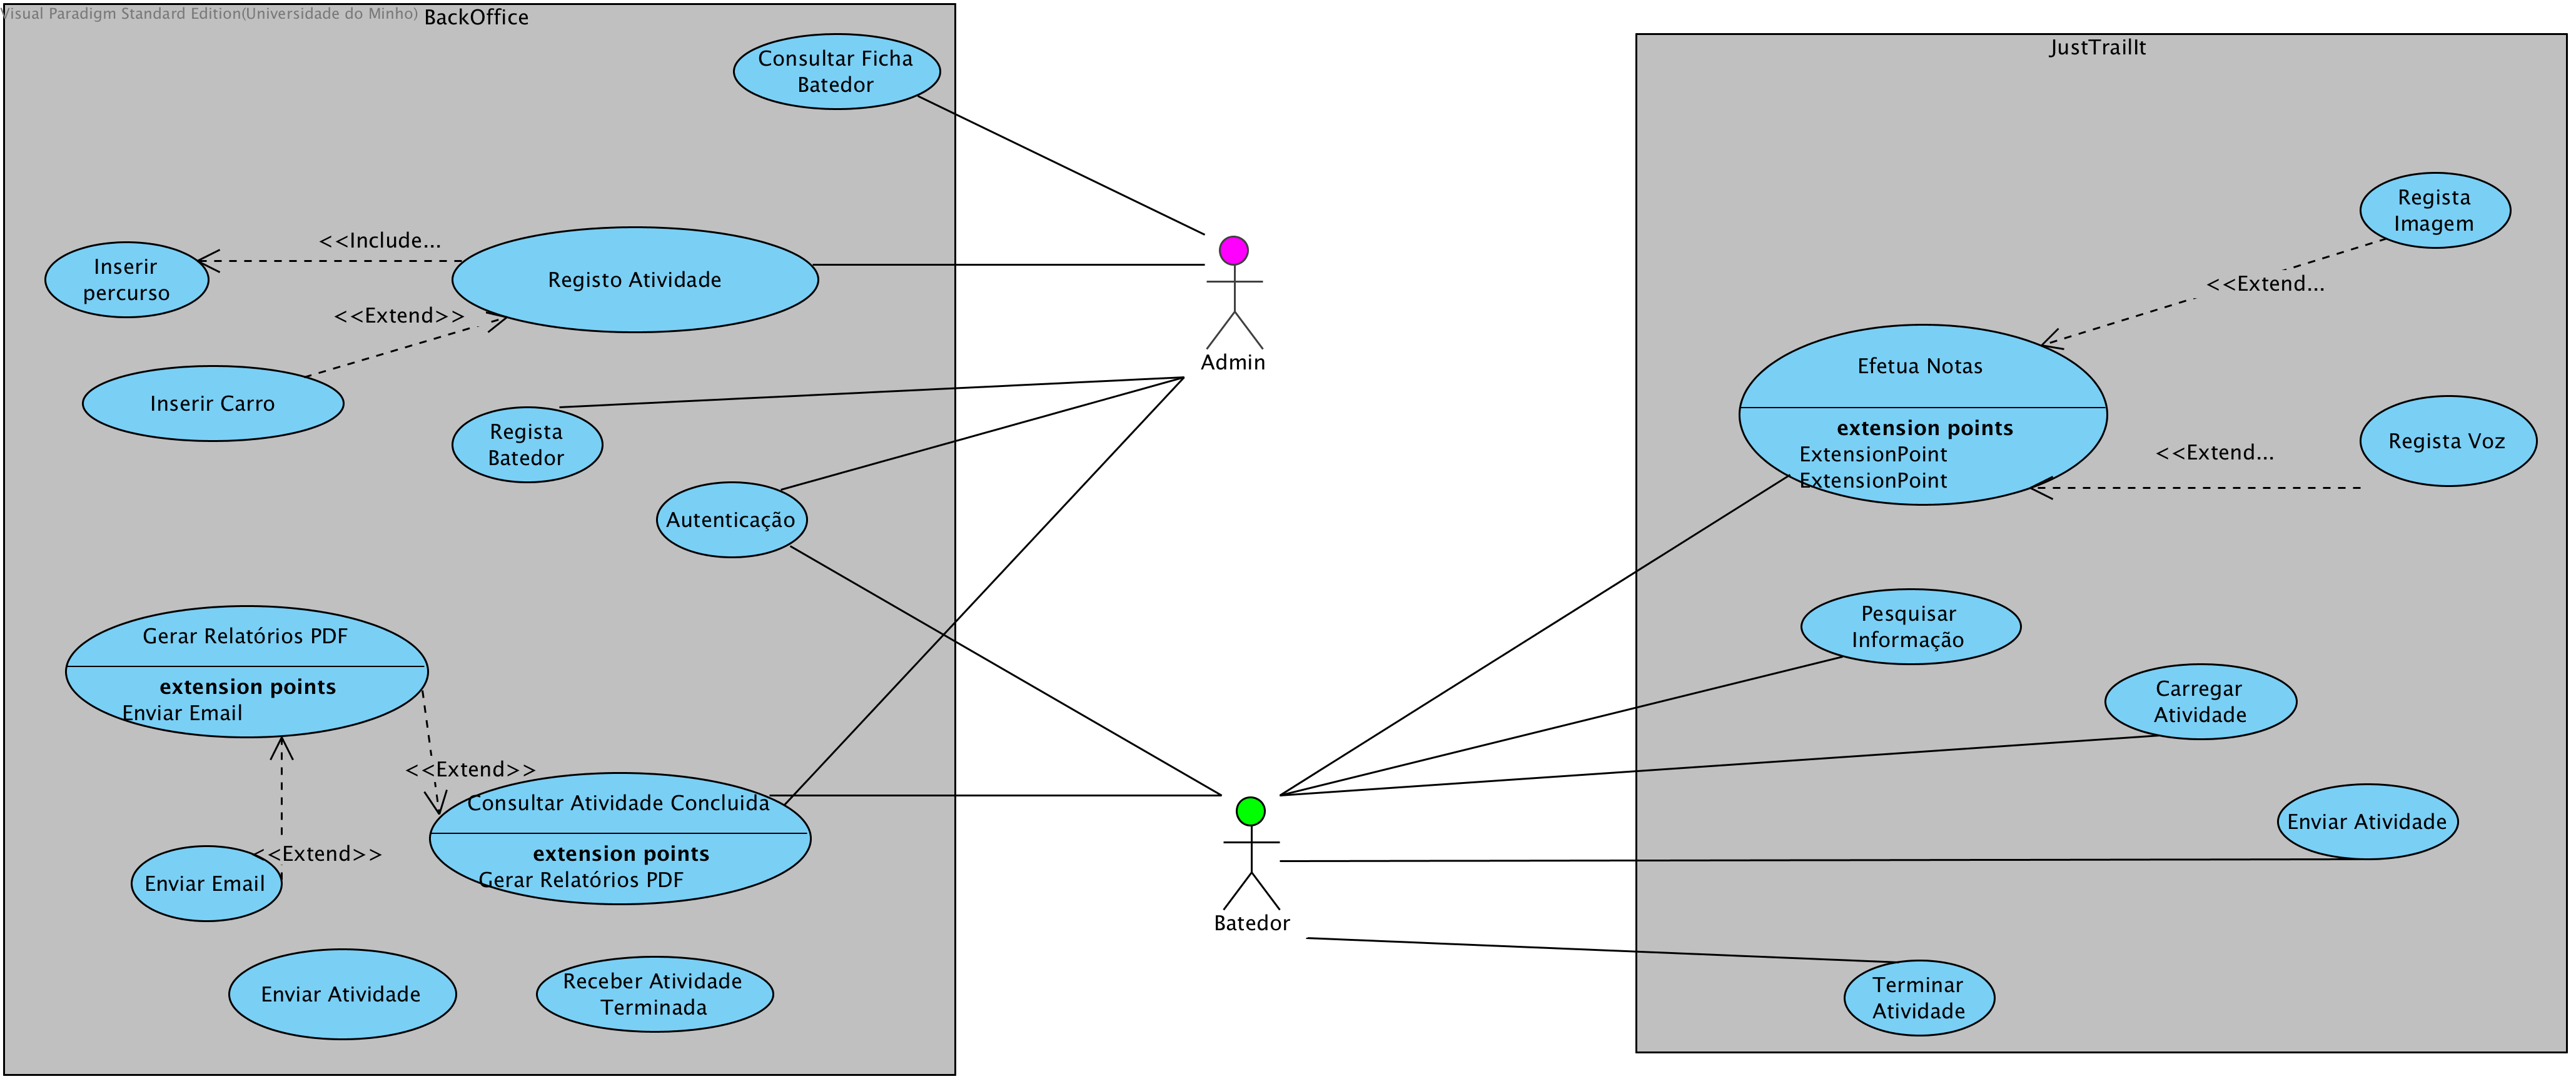 Visual Paradigm Standard Edition(Universidade do Minho)
BackOffice
Consultar Ficha
Batedor
<<Include...
Inserir
percurso
Registo Atividade
<<Extend>>
Inserir Carro
Regista
Batedor
Autenticação
Gerar Relatórios PDF
extension points
Enviar Email
<<Extend>>
Consultar Atividade Concluida
extension points
Gerar Relatórios PDF
<<Extend>>
Enviar Email
Enviar Atividade
Receber Atividade
Terminada
Admin
Batedor
JustTrailIt
Regista
Imagem
<<Extend...
Efetua Notas
extension points
ExtensionPoint
ExtensionPoint
<<Extend...
Regista Voz
Pesquisar
Informação
Carregar
Atividade
Enviar Atividade
Terminar
Atividade